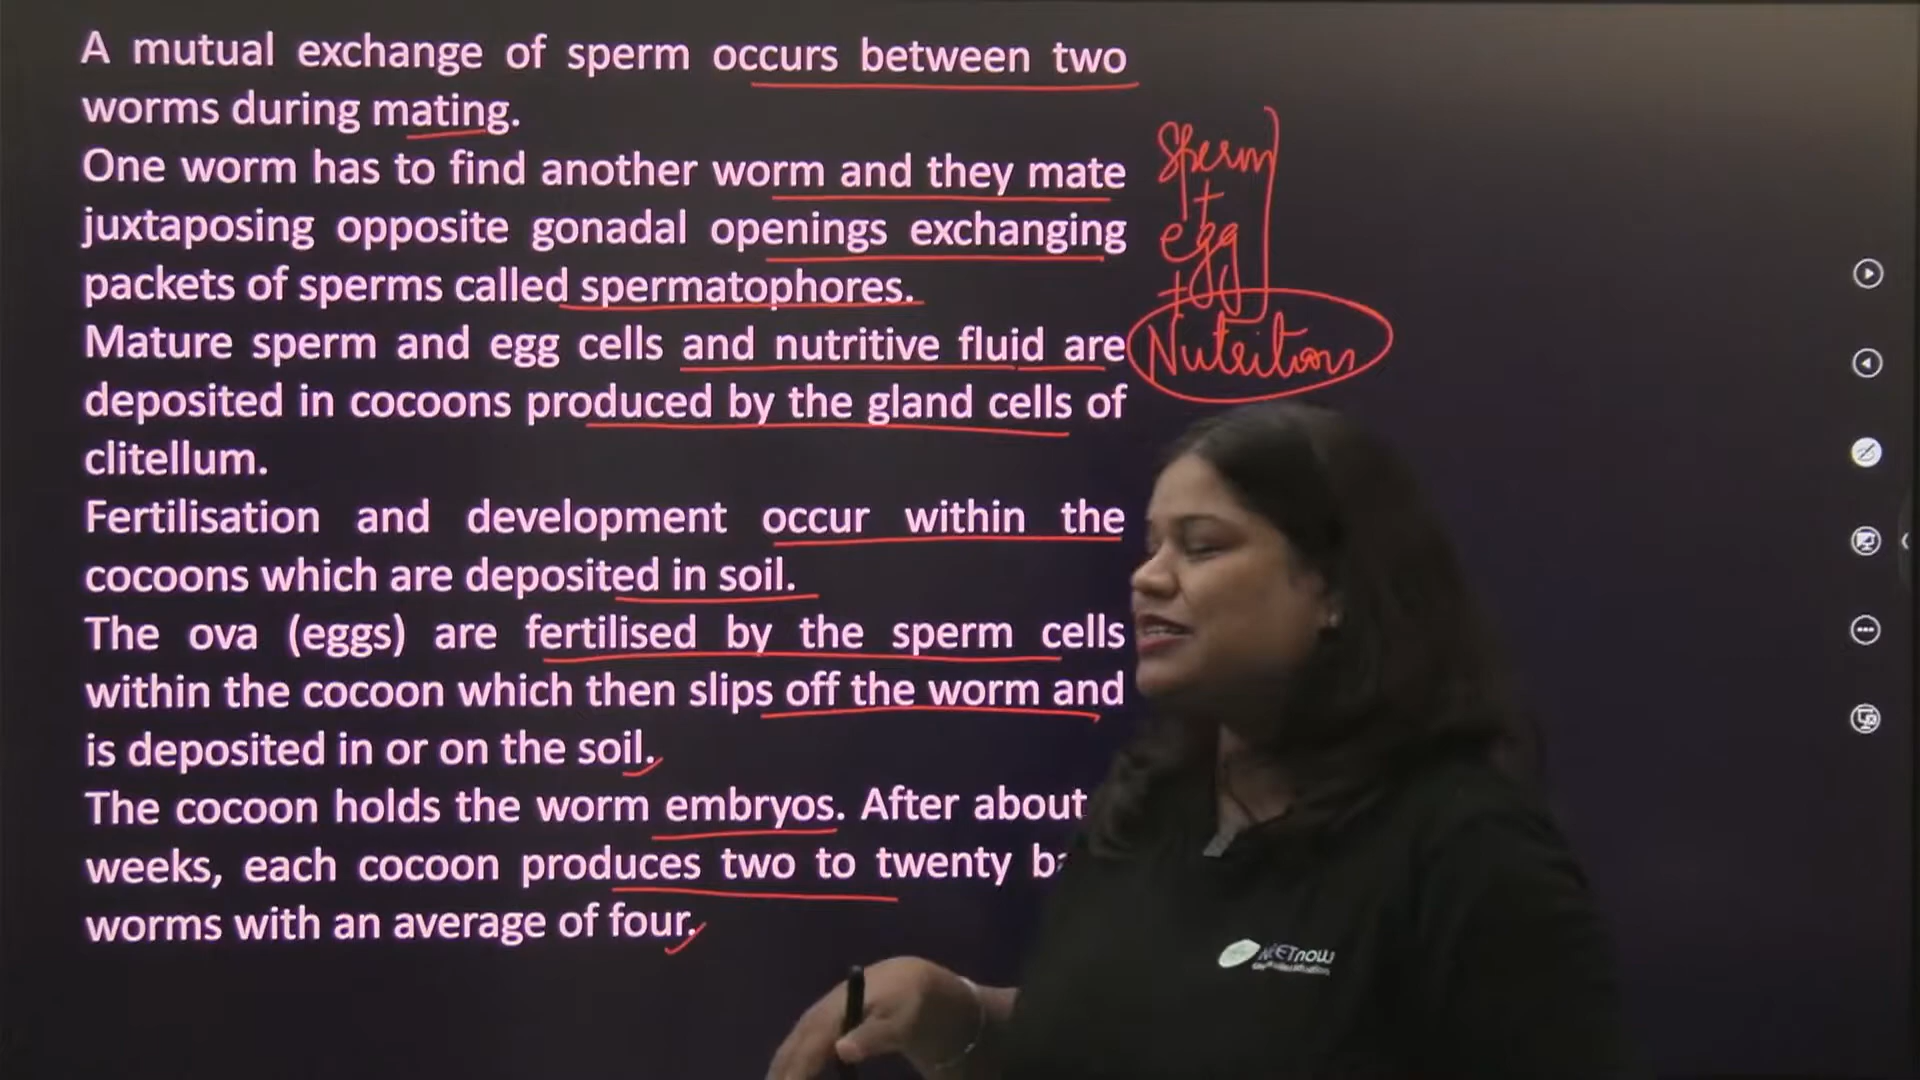 A mutual exchange of sperm occurs between two
worms during mating.
One worm has to find another worm and they mate
juxtaposing opposite gonadal openings exchanging
packets of sperms called spermatophores.
Mature sperm and egg cells and nutritive fluid are
deposited in cocoons produced by the gland cells of
clitellum.
Fertilisation and development occur within the
cocoons which are deposited in soil.
The ova (eggs) are fertilised by the sperm cells
within the cocoon which then slips off the worm and
is deposited in or on the soil.
The cocoon holds the worm embryos. After about
weeks, each cocoon produces two to twenty
worms with an average of four.
Sperm
+
egg
+
Nutrition
NEETnow